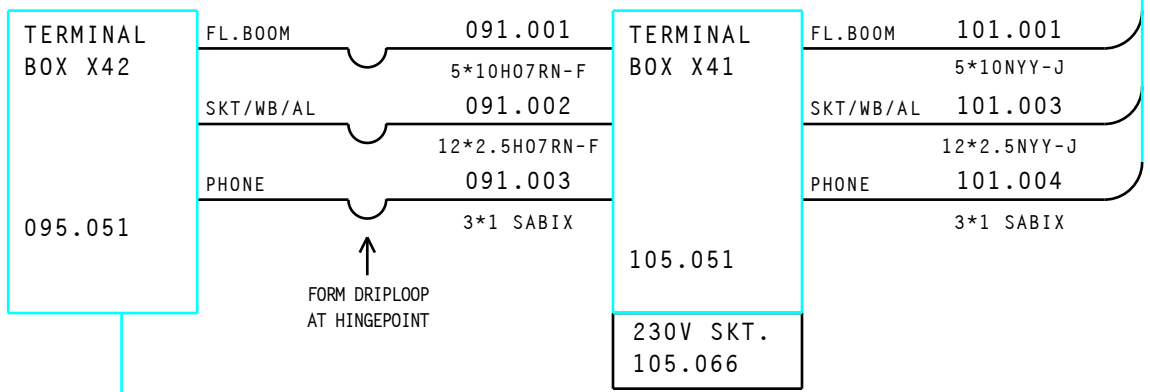 TERMINAL
BOX X42
095.051
FL.BOOM
091.001
5*10H07RN-F
SKT/WB/AL
091.002
12*2.5H07RN-F
PHONE
091.003
3*1 SABIX
FORM DRIPLOOP
AT HINGEPOINT
TERMINAL
BOX X41
105.051
230V SKT.
105.066
FL.BOOM
101.001
5*10NYY-J
SKT/WB/AL
101.003
12*2.5NYY-J
PHONE
101.004
3*1 SABIX